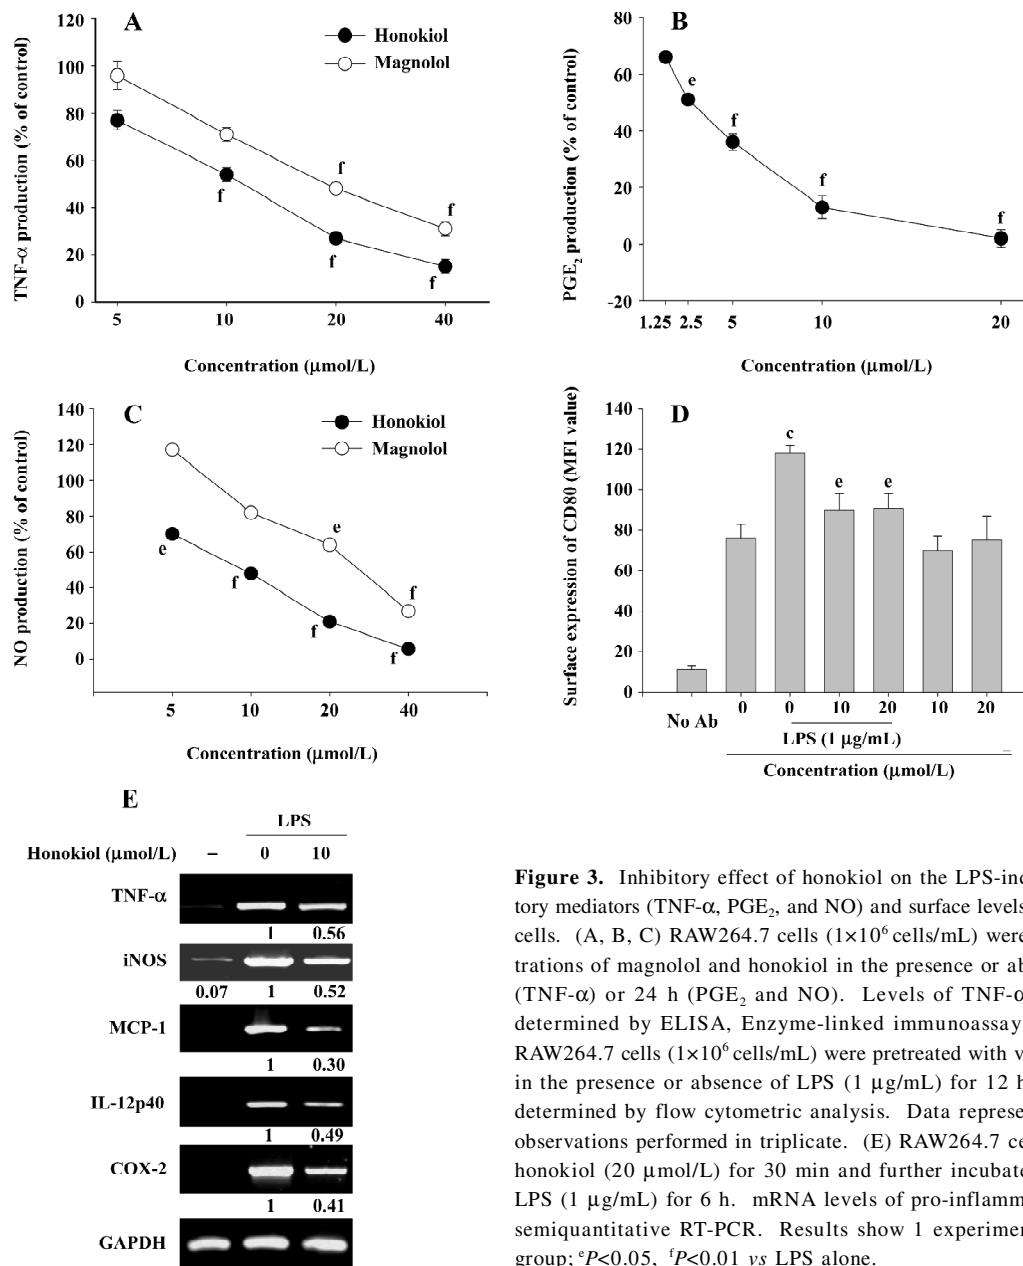 A
Honokiol
Magnolol
TNF-α production (% of control)
120
100
80
60
40
20
0
f
f
f
f
f
5 10 20 40
Concentration (μmol/L)
B
PGE₂ production (% of control)
80
60
40
20
0
-20
e
f
f
f
1.25 2.5 5 10 20
Concentration (μmol/L)
C
Honokiol
Magnolol
NO production (% of control)
140
120
100
80
60
40
20
0
e
f
e
f
f
f
5 10 20 40
Concentration (μmol/L)
D
Surface expression of CD80 (MFI value)
140
120
100
80
60
40
20
0
c
e
e
No Ab 0 0 10 20 10 20
LPS (1 μg/mL)
Concentration (μmol/L)
E
LPS
Honokiol (μmol/L) – 0 10
TNF-α
1 0.56
iNOS
0.07 1 0.52
MCP-1
1 0.30
IL-12p40
1 0.49
COX-2
1 0.41
GAPDH
Figure 3. Inhibitory effect of honokiol on the LPS-ind
tory mediators (TNF-α, PGE₂, and NO) and surface levels
cells. (A, B, C) RAW264.7 cells (1×10⁶ cells/mL) were
trations of magnolol and honokiol in the presence or ab
(TNF-α) or 24 h (PGE₂ and NO). Levels of TNF-α
determined by ELISA, Enzyme-linked immunoassay
RAW264.7 cells (1×10⁶ cells/mL) were pretreated with v
in the presence or absence of LPS (1 μg/mL) for 12 h
determined by flow cytometric analysis. Data represe
observations performed in triplicate. (E) RAW264.7 ce
honokiol (20 μmol/L) for 30 min and further incubate
LPS (1 μg/mL) for 6 h. mRNA levels of pro-inflamm
semiquantitative RT-PCR. Results show 1 experimen
group; ᵉP<0.05, ᶠP<0.01 vs LPS alone.